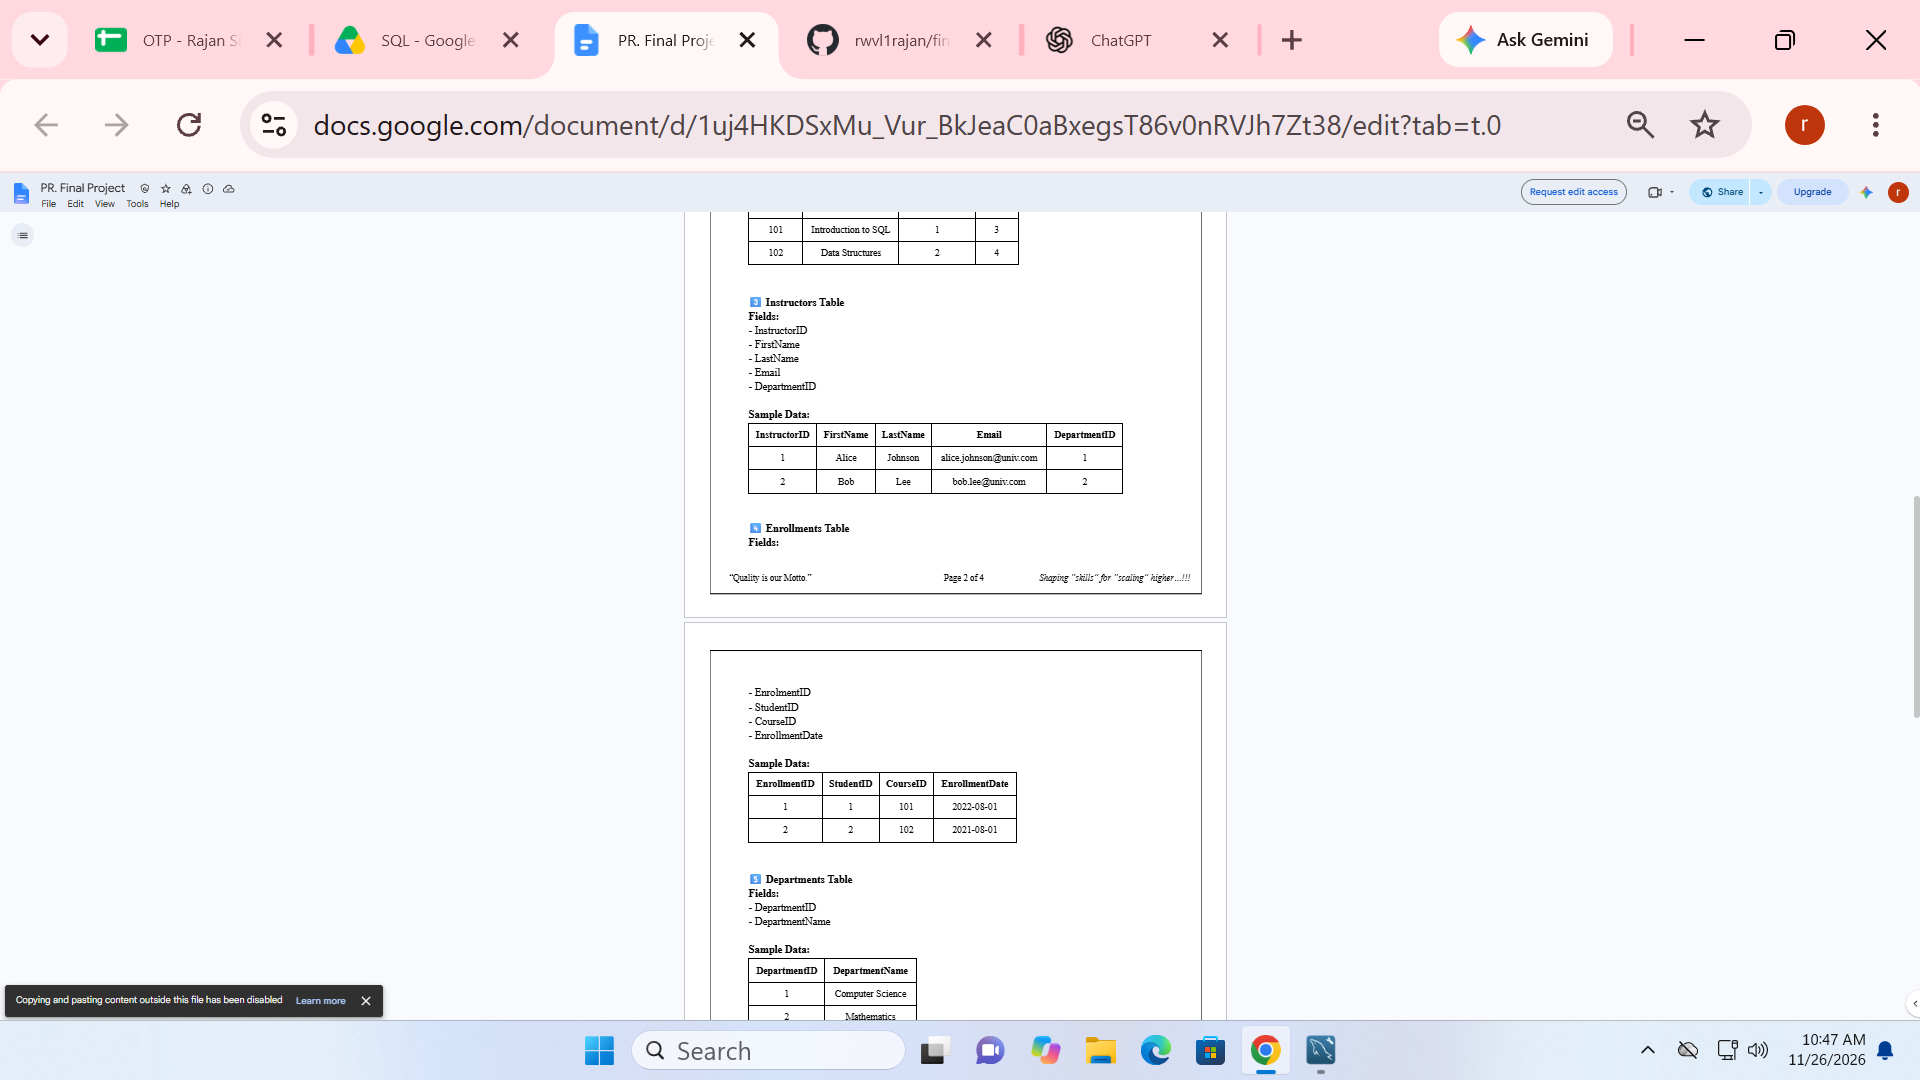 OTP - Rajan Si
SQL - Google
PR. Final Proje
rwvl1rajan/fin
ChatGPT
Ask Gemini
docs.google.com/document/d/1uj4HKDSxMu_Vur_BkJeaC0aBxegsT86v0nRVJh7Zt38/edit?tab=t.0
r
PR. Final Project
File Edit View Tools Help
Request edit access
Share
Upgrade
r
101 Introduction to SQL 1 3
102 Data Structures 2 4
3 Instructors Table
Fields:
- InstructorID
- FirstName
- LastName
- Email
- DepartmentID
Sample Data:
InstructorID FirstName LastName Email DepartmentID
1 Alice Johnson alice.johnson@univ.com 1
2 Bob Lee bob.lee@univ.com 2
4 Enrollments Table
Fields:
"Quality is our Motto." Page 2 of 4 Shaping "skills" for "scaling" higher...!!!
- EnrolmentID
- StudentID
- CourseID
- EnrollmentDate
Sample Data:
EnrollmentID StudentID CourseID EnrollmentDate
1 1 101 2022-08-01
2 2 102 2021-08-01
5 Departments Table
Fields:
- DepartmentID
- DepartmentName
Sample Data:
DepartmentID DepartmentName
1 Computer Science
2 Mathematics
Copying and pasting content outside this file has been disabled Learn more
Search
10:47 AM
11/26/2026